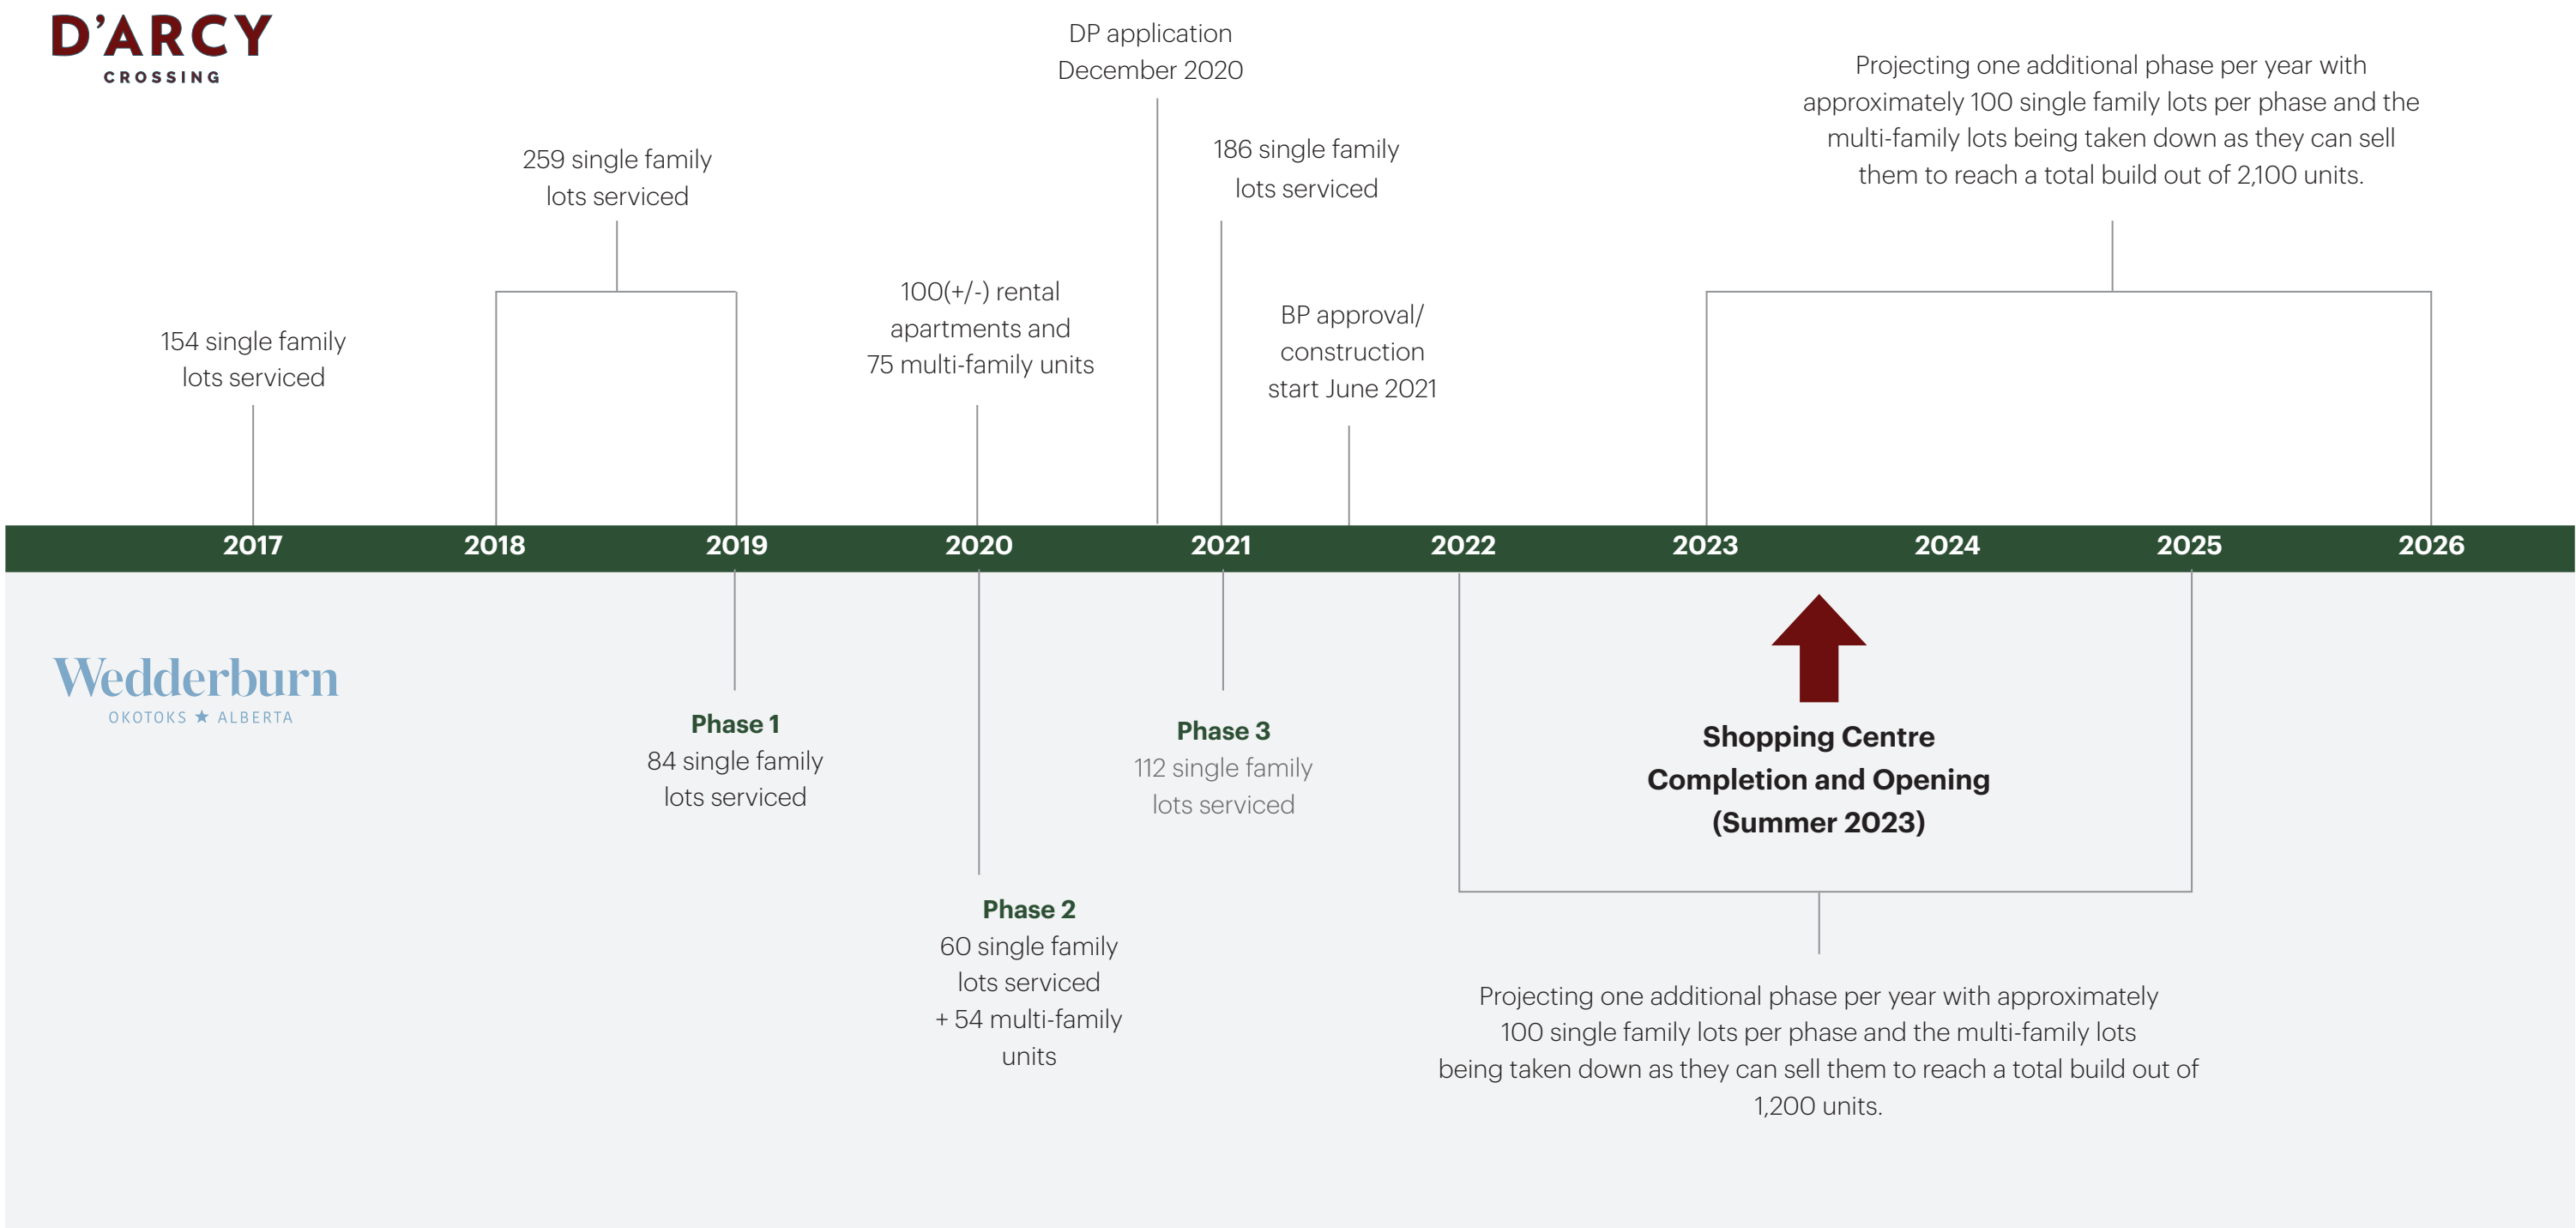 D'ARCY
CROSSING
DP application
December 2020
Projecting one additional phase per year with
approximately 100 single family lots per phase and the
multi-family lots being taken down as they can sell
them to reach a total build out of 2,100 units.
259 single family
lots serviced
186 single family
lots serviced
100(+/-) rental
apartments and
75 multi-family units
BP approval/
construction
start June 2021
154 single family
lots serviced
2017 2018 2019 2020 2021 2022 2023 2024 2025 2026
Wedderburn
OKOTOKS ★ ALBERTA
Phase 1
84 single family
lots serviced
Phase 3
112 single family
lots serviced
Shopping Centre
Completion and Opening
(Summer 2023)
Phase 2
60 single family
lots serviced
+ 54 multi-family
units
Projecting one additional phase per year with approximately
100 single family lots per phase and the multi-family lots
being taken down as they can sell them to reach a total build out of
1,200 units.